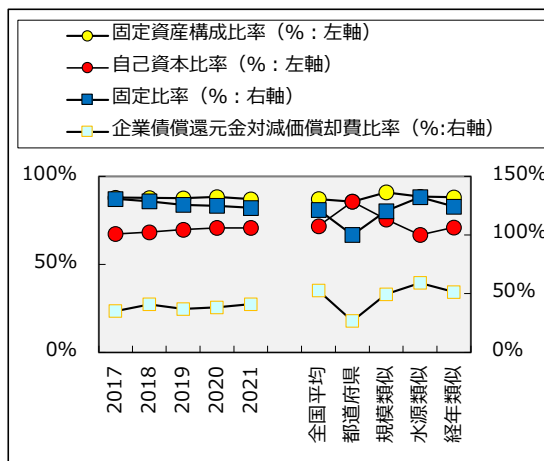 固定資産構成比率（%：左軸）
自己資本比率（%：左軸）
固定比率（%：右軸）
企業債償還元金対減価償却費比率（%:右軸）
100%
50%
0%
150%
100%
50%
0%
2017
2018
2019
2020
2021
全国平均
都道府県
規模類似
水源類似
経年類似